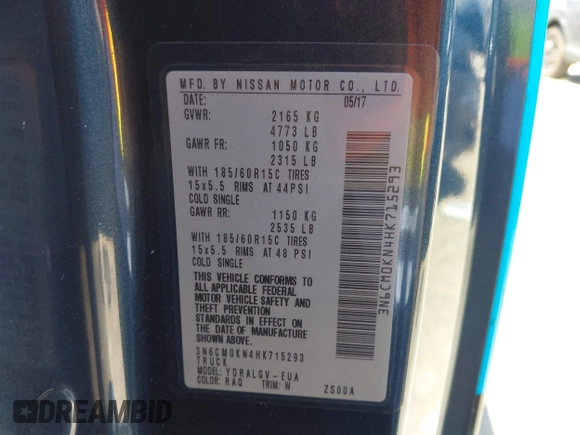 MFD. BY NISSAN MOTOR CO., LTD.
DATE: 05/17
GVWR: 2165 KG
4773 LB
GAWR FR: 1050 KG
2315 LB
WITH 185/60R15C TIRES
15x5.5 RIMS AT 44PSI
COLD SINGLE
GAWR RR: 1150 KG
2535 LB
WITH 185/60R15C TIRES
15x5.5 RIMS AT 48 PSI
COLD SINGLE
THIS VEHICLE CONFORMS TO
ALL APPLICABLE FEDERAL
MOTOR VEHICLE SAFETY AND
THEFT PREVENTION
STANDARDS IN EFFECT ON
THE DATE OF MANUFACTURE
SHOWN ABOVE.
3N6CM0KN4HK715293
TRUCK
MODEL: YDRALGV-EUA
COLOR: RAQ TRIM: W ZS00A
3N6CM0KN4HK715293
DREAMBID
.COM